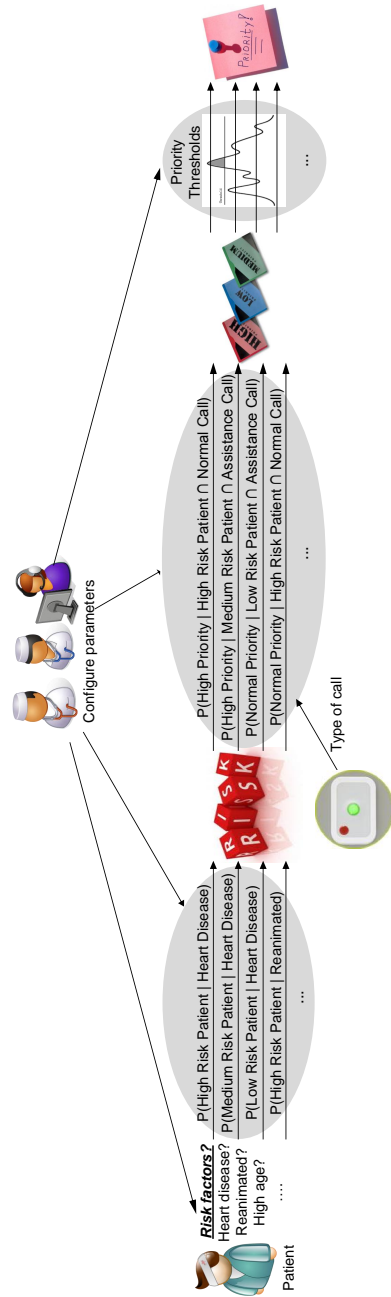 Configure parameters
Risk factors?
Heart disease?
Reanimated?
High age?
....
Patient
P(High Risk Patient | Heart Disease)
P(Medium Risk Patient | Heart Disease)
P(Low Risk Patient | Heart Disease)
P(High Risk Patient | Reanimated)
...
R I S K
R I S K
Type of call
P(High Priority | High Risk Patient ∩ Normal Call)
P(High Priority | Medium Risk Patient ∩ Assistance Call)
P(Normal Priority | Low Risk Patient ∩ Assistance Call)
P(Normal Priority | High Risk Patient ∩ Normal Call)
...
HIGH
LOW
MEDIUM
Priority
Thresholds
Threshold
...
PRIORITY!